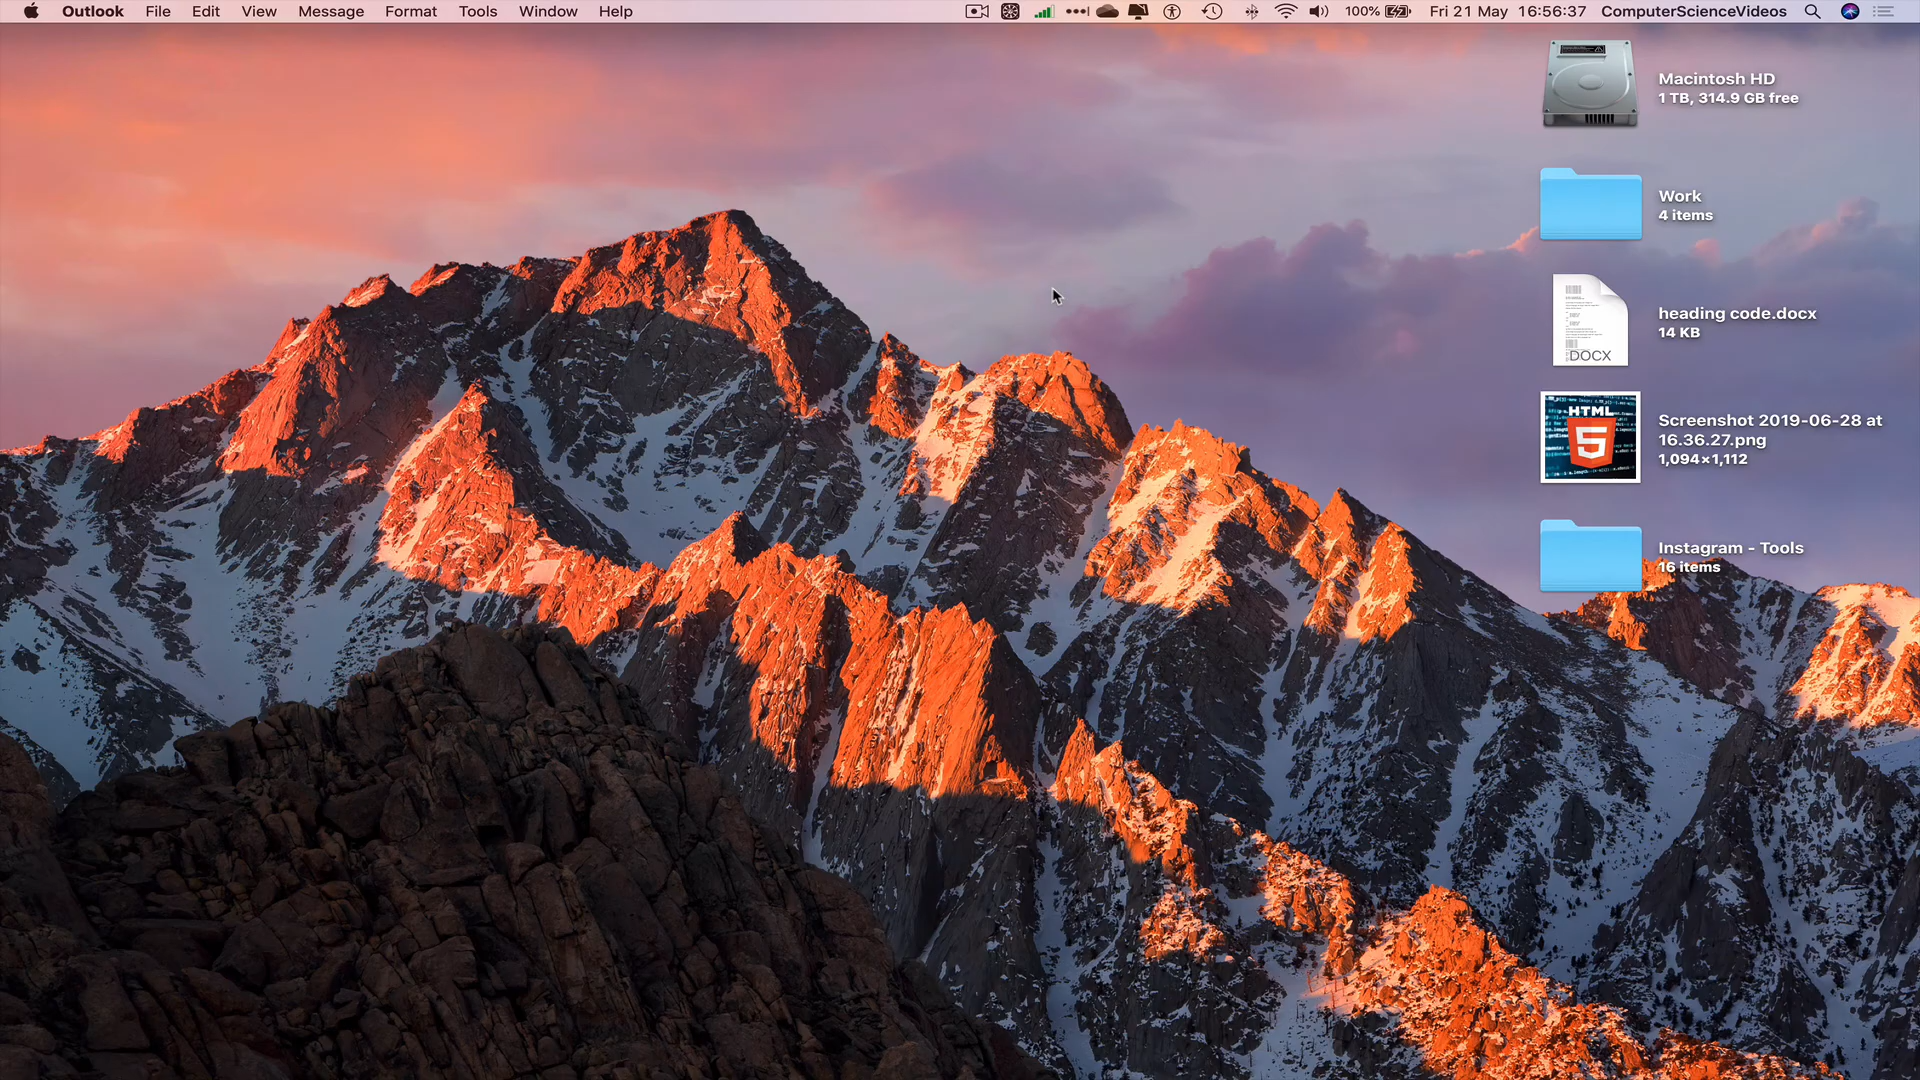 Outlook File Edit View Message Format Tools Window Help 100% Fri 21 May 16:56:37 ComputerScienceVideos
Macintosh HD
1 TB, 314.9 GB free
Work
4 items
heading code.docx
14 KB
DOCX
HTML
5
Screenshot 2019-06-28 at
16.36.27.png
1,094×1,112
Instagram - Tools
16 items